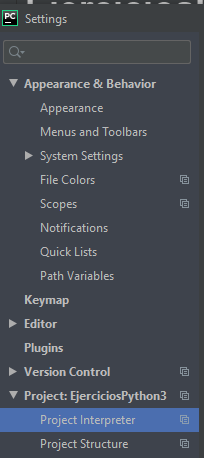 PC
Settings
Appearance & Behavior
Appearance
Menus and Toolbars
System Settings
File Colors
Scopes
Notifications
Quick Lists
Path Variables
Keymap
Editor
Plugins
Version Control
Project: EjerciciosPython3
Project Interpreter
Project Structure